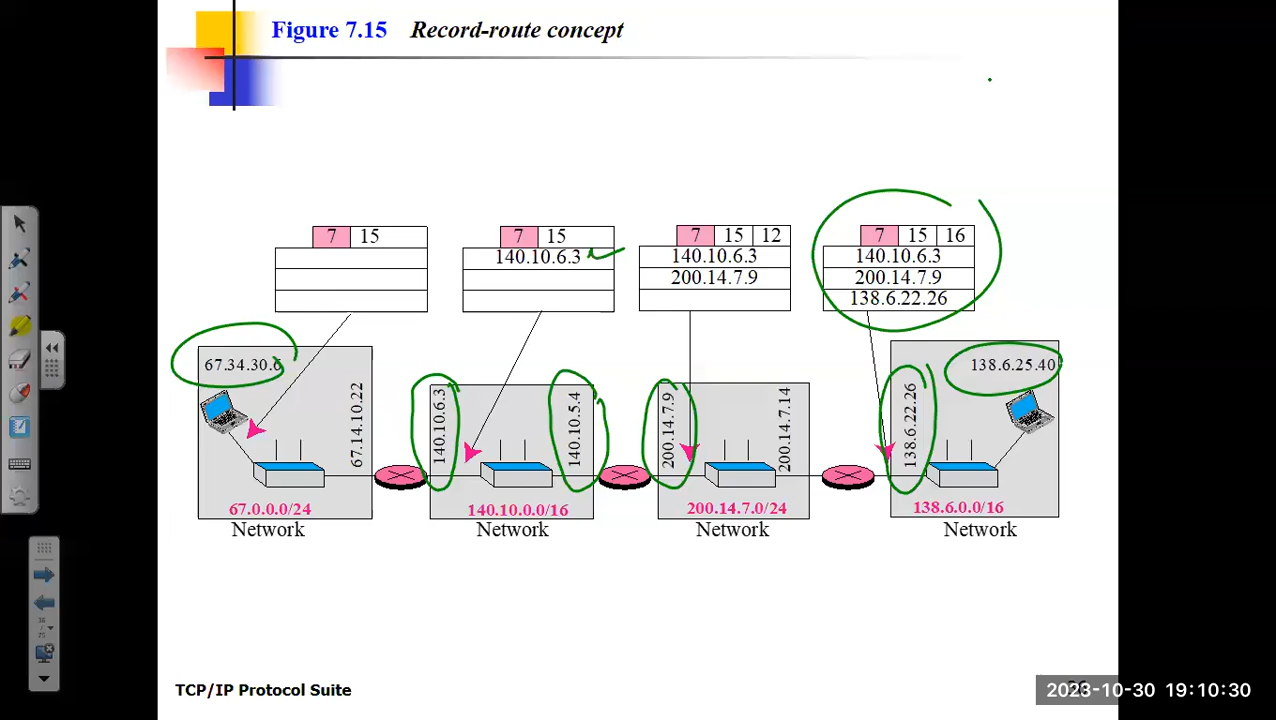 Figure 7.15 Record-route concept
7 15
7 15
140.10.6.3
7 15 12
140.10.6.3
200.14.7.9
7 15 16
140.10.6.3
200.14.7.9
138.6.22.26
67.34.30.6
67.14.10.22
67.0.0.0/24
Network
140.10.6.3
140.10.5.4
140.10.0.0/16
Network
200.14.7.9
200.14.7.14
200.14.7.0/24
Network
138.6.25.40
138.6.22.26
138.6.0.0/16
Network
TCP/IP Protocol Suite
2023-10-30 19:10:30